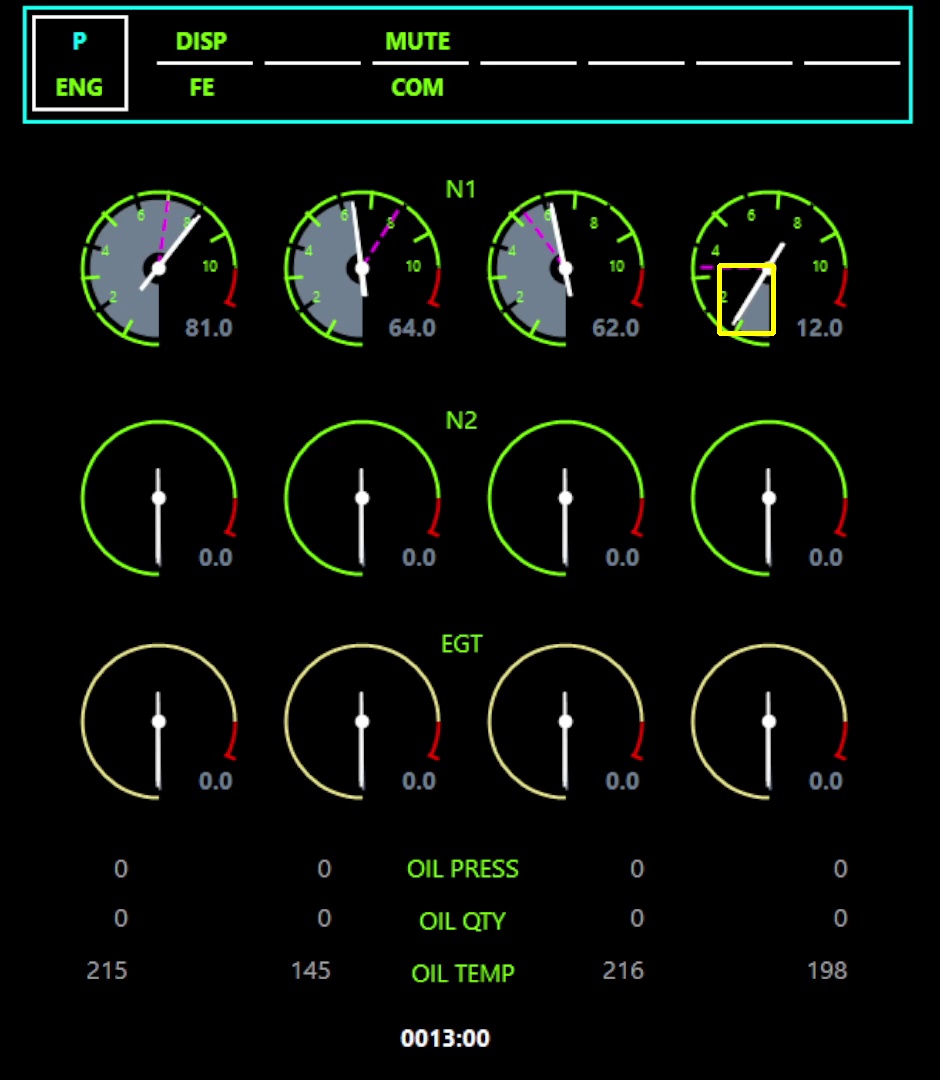 P DISP MUTE
ENG FE COM
N1
6 8 4 10 2 81.0
6 8 4 10 2 64.0
6 8 4 10 2 62.0
6 8 4 10 2 12.0
N2
0.0 0.0 0.0 0.0
EGT
0.0 0.0 0.0 0.0
0 0 OIL PRESS 0 0
0 0 OIL QTY 0 0
215 145 OIL TEMP 216 198
0013:00